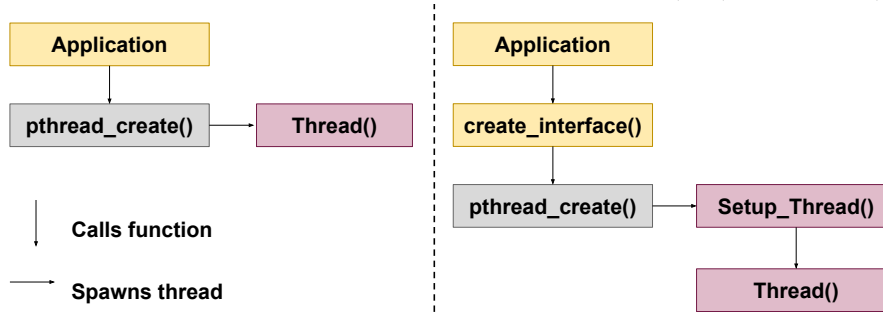 Application
pthread_create()
Thread()
Calls function
Spawns thread
Application
create_interface()
pthread_create()
Setup_Thread()
Thread()